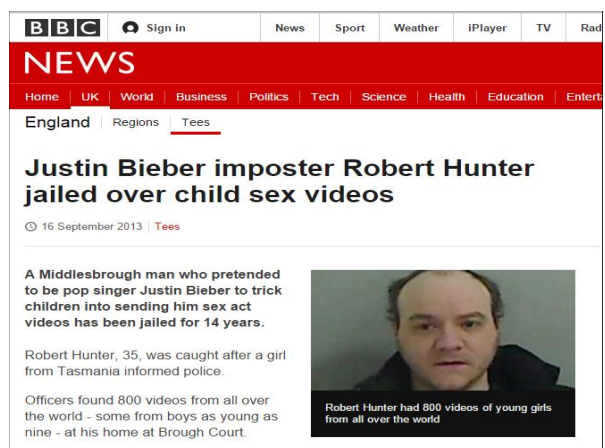 BBC Sign in News Sport Weather iPlayer TV Rad
NEWS
Home UK World Business Politics Tech Science Health Education Enterta
England Regions Tees
Justin Bieber imposter Robert Hunter
jailed over child sex videos
16 September 2013 Tees
A Middlesbrough man who pretended
to be pop singer Justin Bieber to trick
children into sending him sex act
videos has been jailed for 14 years.
Robert Hunter, 35, was caught after a girl
from Tasmania informed police.
Officers found 800 videos from all over
the world - some from boys as young as
nine - at his home at Brough Court.
Robert Hunter had 800 videos of young girls
from all over the world